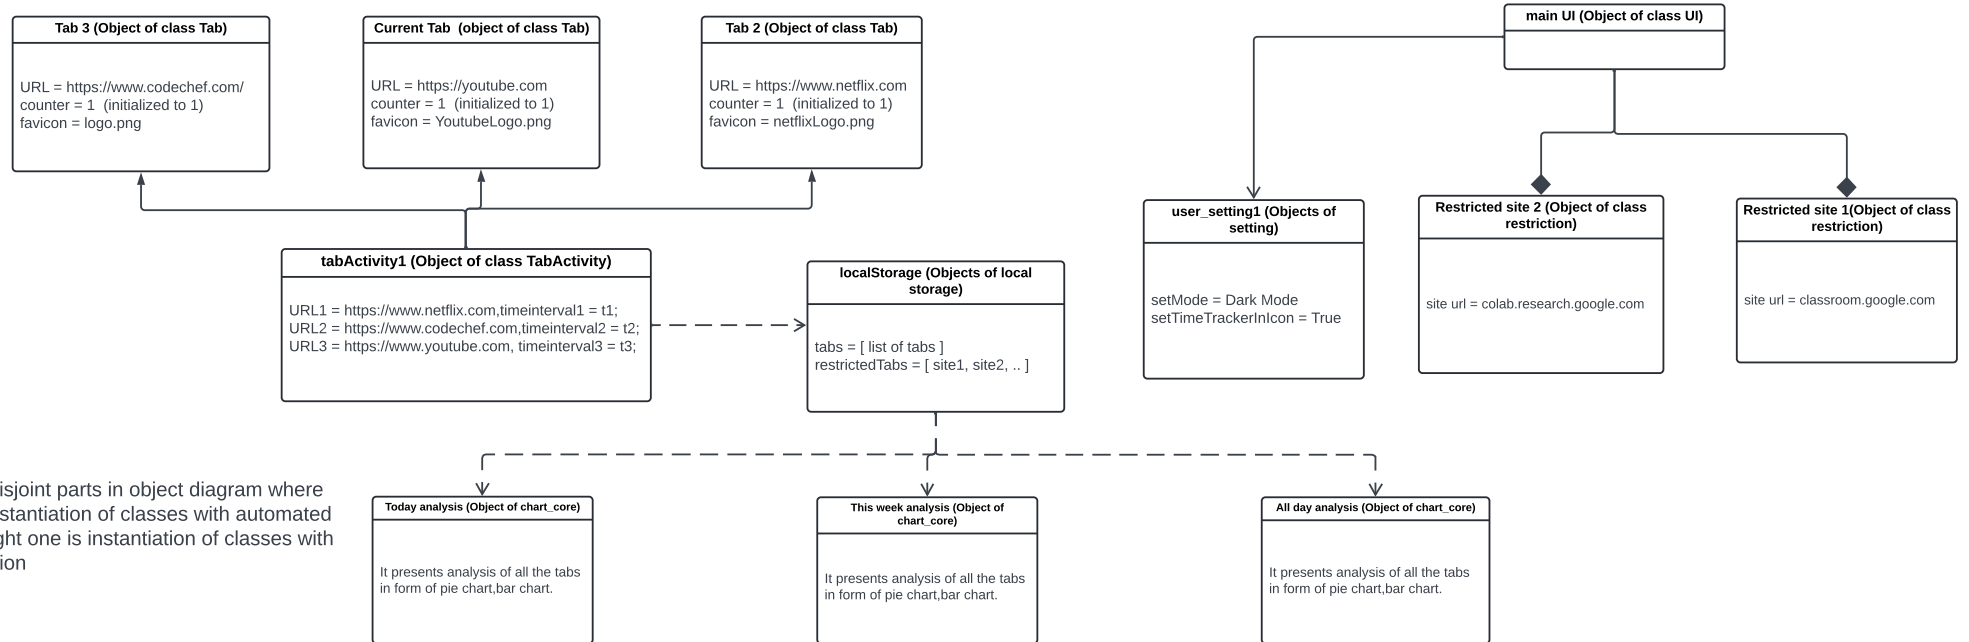 Tab 3 (Object of class Tab)
URL = https://www.codechef.com/
counter = 1  (initialized to 1)
favicon = logo.png
Current Tab  (object of class Tab)
URL = https://youtube.com
counter = 1  (initialized to 1)
favicon = YoutubeLogo.png
Tab 2 (Object of class Tab)
URL = https://www.netflix.com
counter = 1  (initialized to 1)
favicon = netflixLogo.png
main UI (Object of class UI)
user_setting1 (Objects of
setting)
setMode = Dark Mode
setTimeTrackerInIcon = True
Restricted site 2 (Object of class
restriction)
site url = colab.research.google.com
Restricted site 1(Object of class
restriction)
site url = classroom.google.com
tabActivity1 (Object of class TabActivity)
URL1 = https://www.netflix.com,timeinterval1 = t1;
URL2 = https://www.codechef.com,timeinterval2 = t2;
URL3 = https://www.youtube.com, timeinterval3 = t3;
localStorage (Objects of local
storage)
tabs = [ list of tabs ]
restrictedTabs = [ site1, site2, .. ]
isjoint parts in object diagram where
stantiation of classes with automated
ght one is instantiation of classes with
ion
Today analysis (Object of chart_core)
It presents analysis of all the tabs
in form of pie chart,bar chart.
This week analysis (Object of
chart_core)
It presents analysis of all the tabs
in form of pie chart,bar chart.
All day analysis (Object of chart_core)
It presents analysis of all the tabs
in form of pie chart,bar chart.